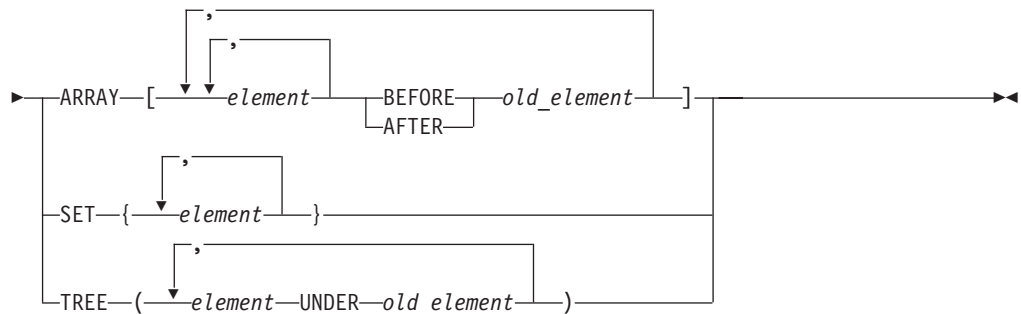 ,
,
ARRAY [ element BEFORE old_element ]
AFTER
,
SET { element }
,
TREE ( element UNDER old element )